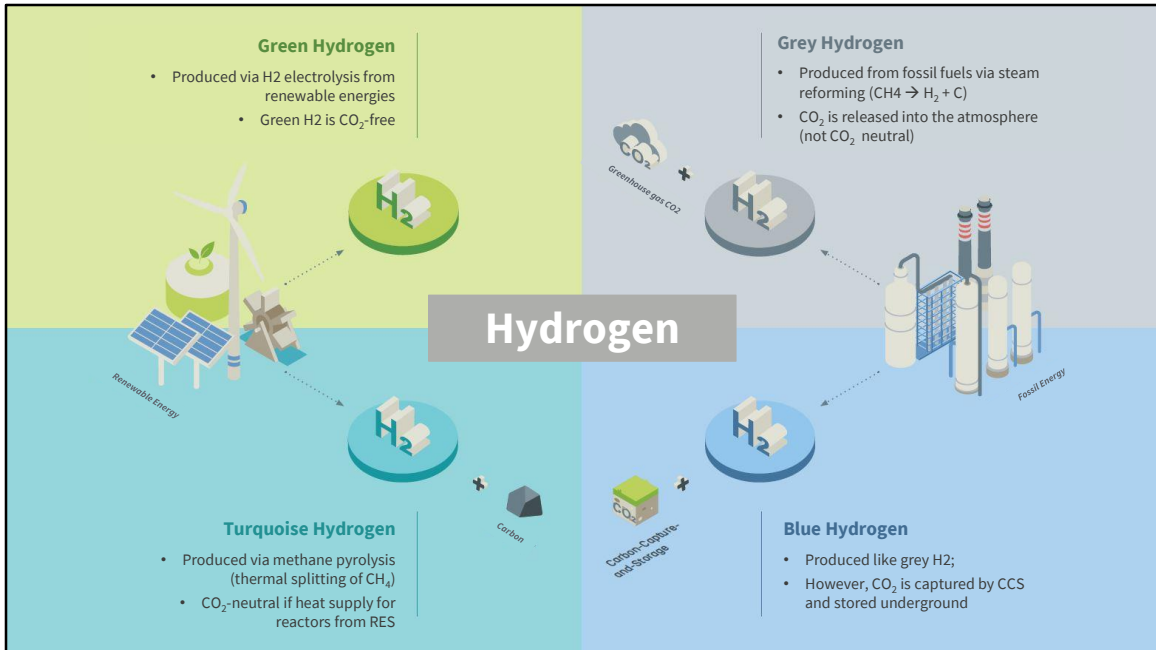 Green Hydrogen
• Produced via H2 electrolysis from
renewable energies
• Green H2 is CO₂-free
Grey Hydrogen
• Produced from fossil fuels via steam
reforming (CH4 → H₂ + C)
• CO₂ is released into the atmosphere
(not CO₂ neutral)
CO₂
Greenhouse gas CO2
H₂
H₂
Hydrogen
Renewable Energy
Fossil Energy
H₂
H₂
Carbon
CO₂
Carbon-Capture-
and-Storage
Turquoise Hydrogen
• Produced via methane pyrolysis
(thermal splitting of CH₄)
• CO₂-neutral if heat supply for
reactors from RES
Blue Hydrogen
• Produced like grey H2;
• However, CO₂ is captured by CCS
and stored underground